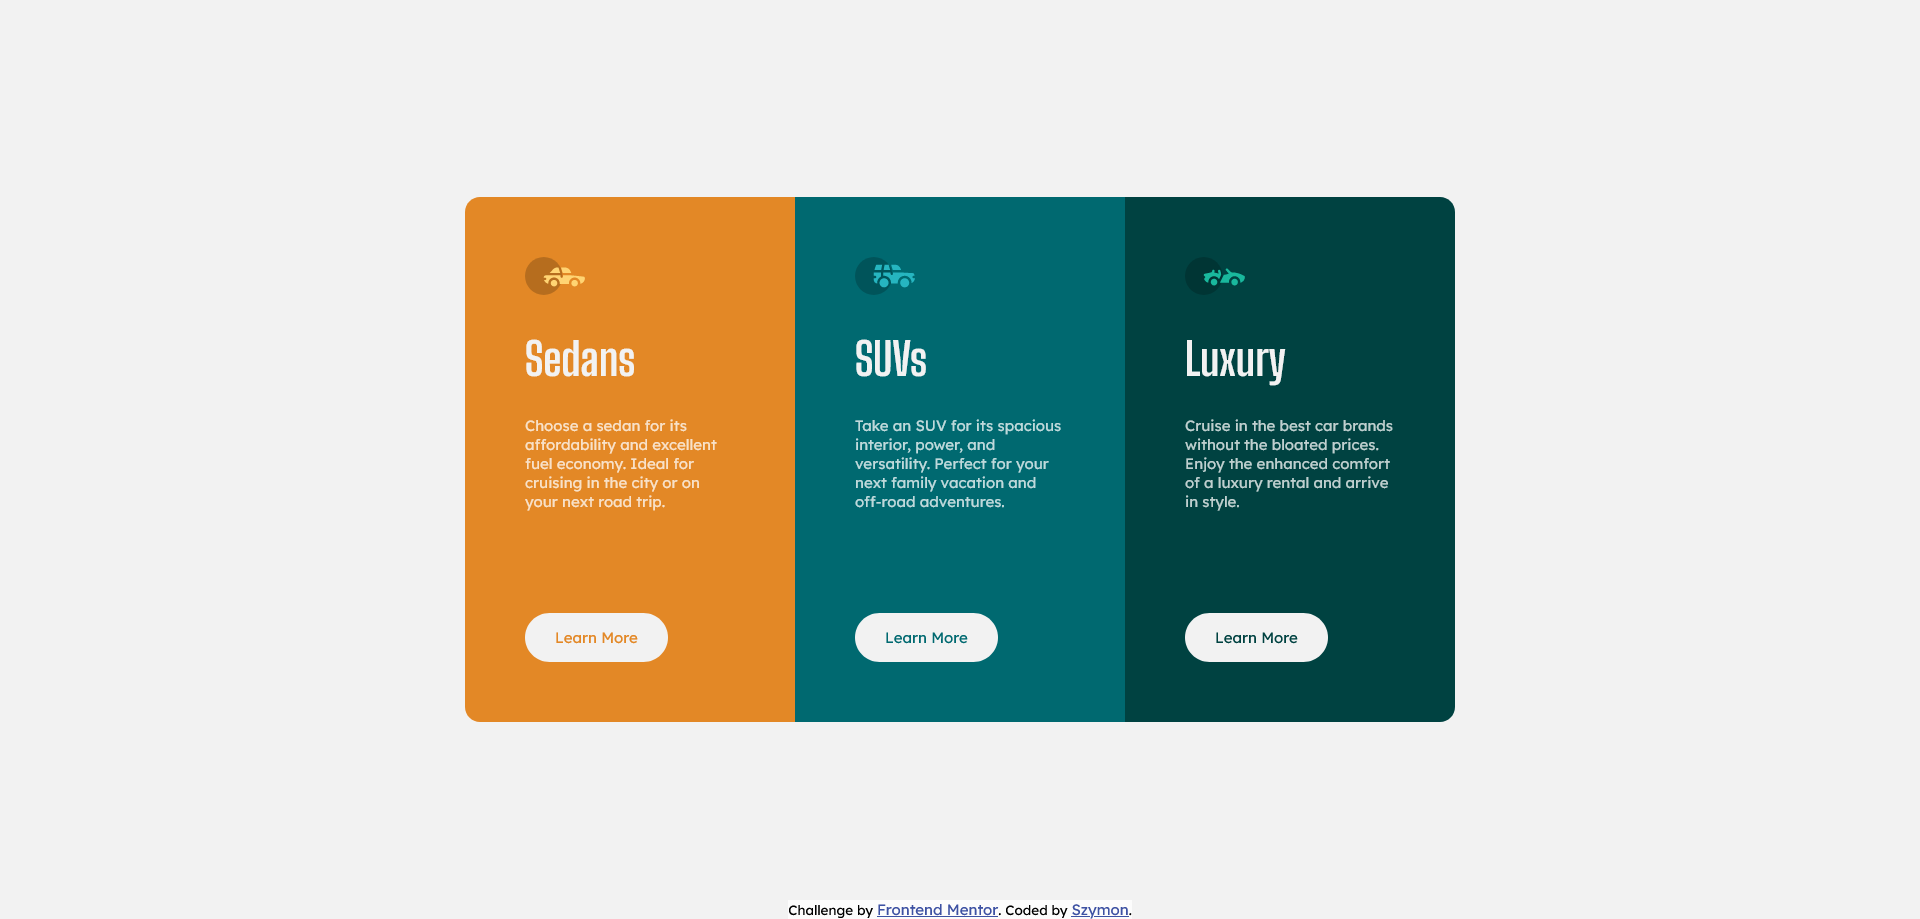 Sedans
Choose a sedan for its
affordability and excellent
fuel economy. Ideal for
cruising in the city or on
your next road trip.
Learn More
SUVs
Take an SUV for its spacious
interior, power, and
versatility. Perfect for your
next family vacation and
off-road adventures.
Learn More
Luxury
Cruise in the best car brands
without the bloated prices.
Enjoy the enhanced comfort
of a luxury rental and arrive
in style.
Learn More
Challenge by Frontend Mentor. Coded by Szymon.